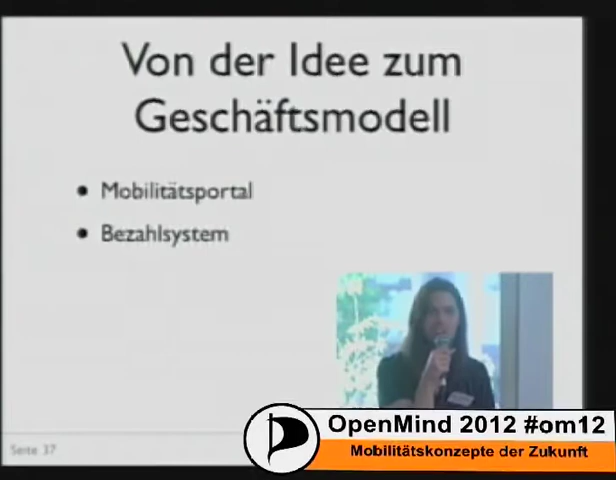 Von der Idee zum
Geschäftsmodell
• Mobilitätsportal
• Bezahlsystem
Seite 37
OpenMind 2012 #om12
Mobilitätskonzepte der Zukunft